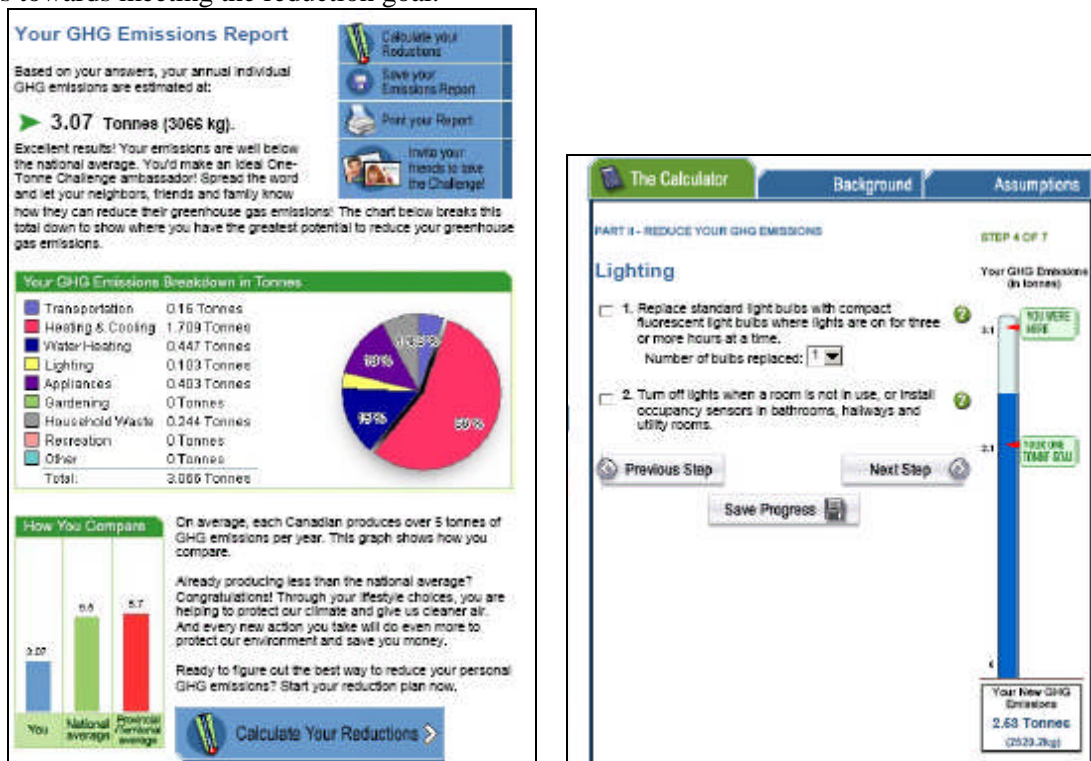 s towards meeting the reduction goal.
Your GHG Emissions Report
Based on your answers, your annual individual
GHG emissions are estimated at:
3.07 Tonnes (3066 kg).
Excellent results! Your emissions are well below
the national average. You'd make an ideal One-
Tonne Challenge ambassador! Spread the word
and let your neighbors, friends and family know
how they can reduce their greenhouse gas emissions! The chart below breaks this
total down to show where you have the greatest potential to reduce your greenhouse
gas emissions.
Calculate your
Reductions
Save your
Emissions Report
Print your Report
Invite your
friends to take
the Challenge!
Your GHG Emissions Breakdown in Tonnes
Transportation 0.16 Tonnes
Heating & Cooling 1.709 Tonnes
Water Heating 0.447 Tonnes
Lighting 0.103 Tonnes
Appliances 0.403 Tonnes
Gardening 0 Tonnes
Household Waste 0.244 Tonnes
Recreation 0 Tonnes
Other 0 Tonnes
Total: 3.066 Tonnes
How You Compare
3.07
5.7
You
National
average
Provincial
/Territorial
average
On average, each Canadian produces over 5 tonnes of
GHG emissions per year. This graph shows how you
compare.
Already producing less than the national average?
Congratulations! Through your lifestyle choices, you are
helping to protect our climate and give us cleaner air.
And every new action you take will do even more to
protect our environment and save you money.
Ready to figure out the best way to reduce your personal
GHG emissions? Start your reduction plan now.
Calculate Your Reductions
The Calculator
Background
Assumptions
PART II - REDUCE YOUR GHG EMISSIONS
STEP 4 OF 7
Lighting
1. Replace standard light bulbs with compact
fluorescent light bulbs where lights are on for three
or more hours at a time.
Number of bulbs replaced: 1
2. Turn off lights when a room is not in use, or install
occupancy sensors in bathrooms, hallways and
utility rooms.
Previous Step
Next Step
Save Progress
Your GHG Emissions
(in tonnes)
3.1
YOU WERE
HERE
2.1
YOUR ONE
TONNE GOAL
Your New GHG
Emissions
2.53 Tonnes